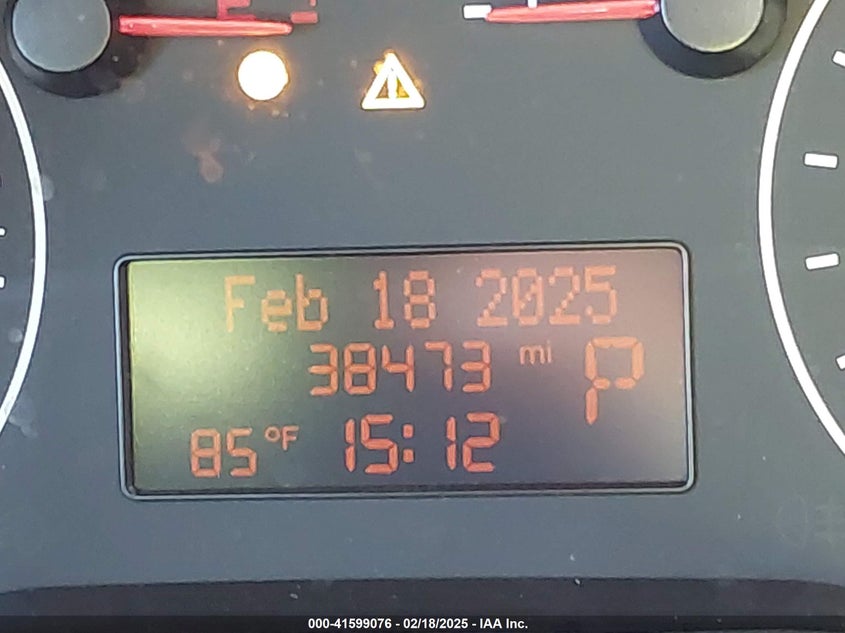 Feb 18 2025
38473 mi P
85°F 15:12
000-41599076 - 02/18/2025 - IAA Inc.